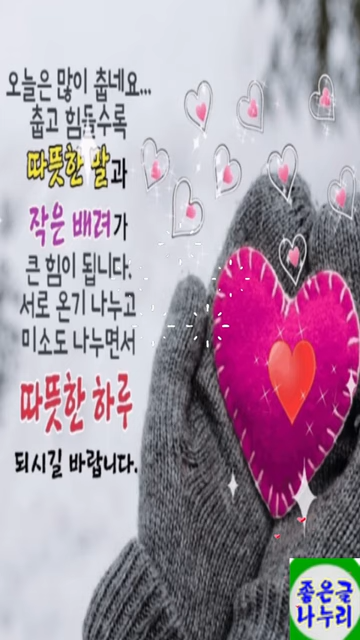 오늘은 많이 춥네요...
춥고 힘들수록
따뜻한 말과
작은 배려가
큰 힘이 됩니다.
서로 온기 나누고
미소도 나누면서
따뜻한 하루
되시길 바랍니다.
좋은글
나누리